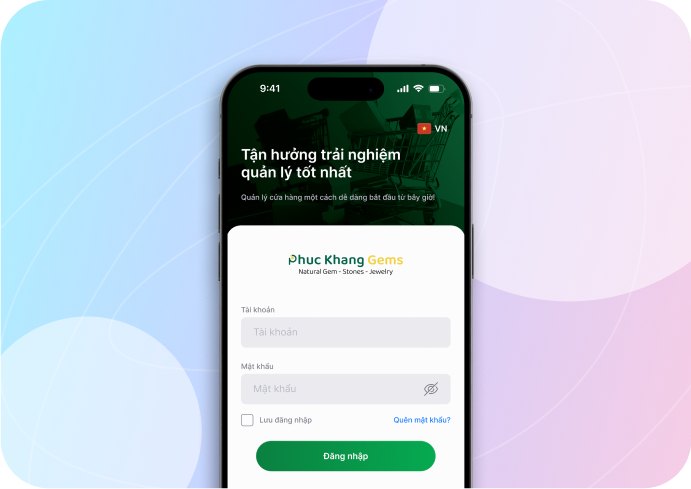 9:41
VN
Tận hưởng trải nghiệm
quản lý tốt nhất
Quản lý cửa hàng một cách dễ dàng bắt đầu từ bây giờ!
Phuc Khang Gems
Natural Gem - Stones - Jewelry
Tài khoản
Tài khoản
Mật khẩu
Mật khẩu
Lưu đăng nhập
Quên mật khẩu?
Đăng nhập